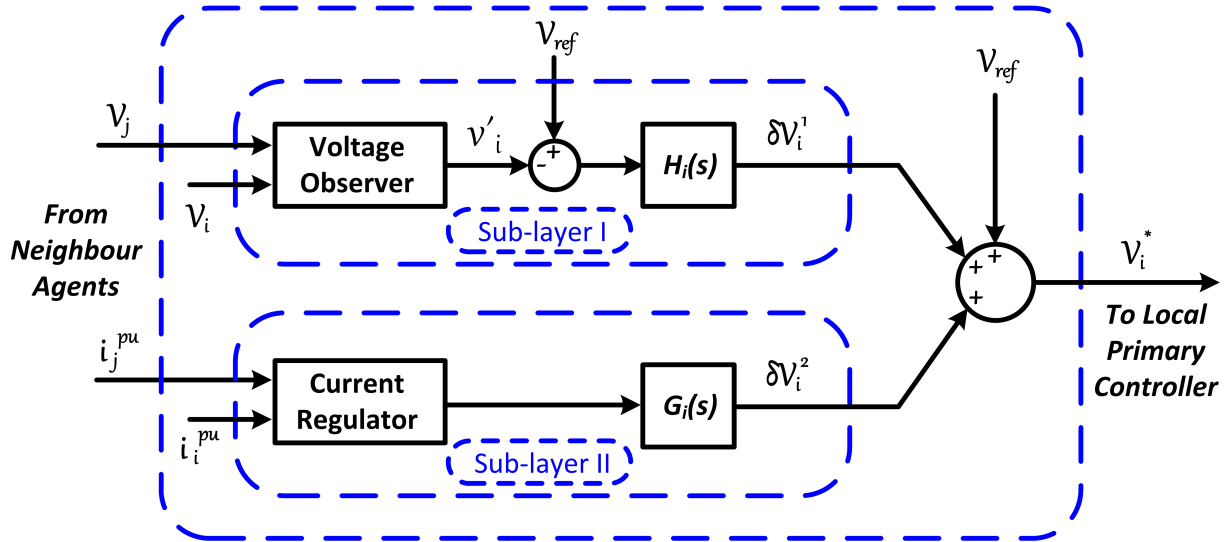 V_ref
V_ref
V_j
Voltage
Observer
v'_i
-
+
H_i(s)
δV_i^1
V_i
From
Neighbour
Agents
Sub-layer I
+
+
+
V_i^*
To Local
Primary
Controller
i_j^pu
Current
Regulator
G_i(s)
δV_i^2
i_i^pu
Sub-layer II